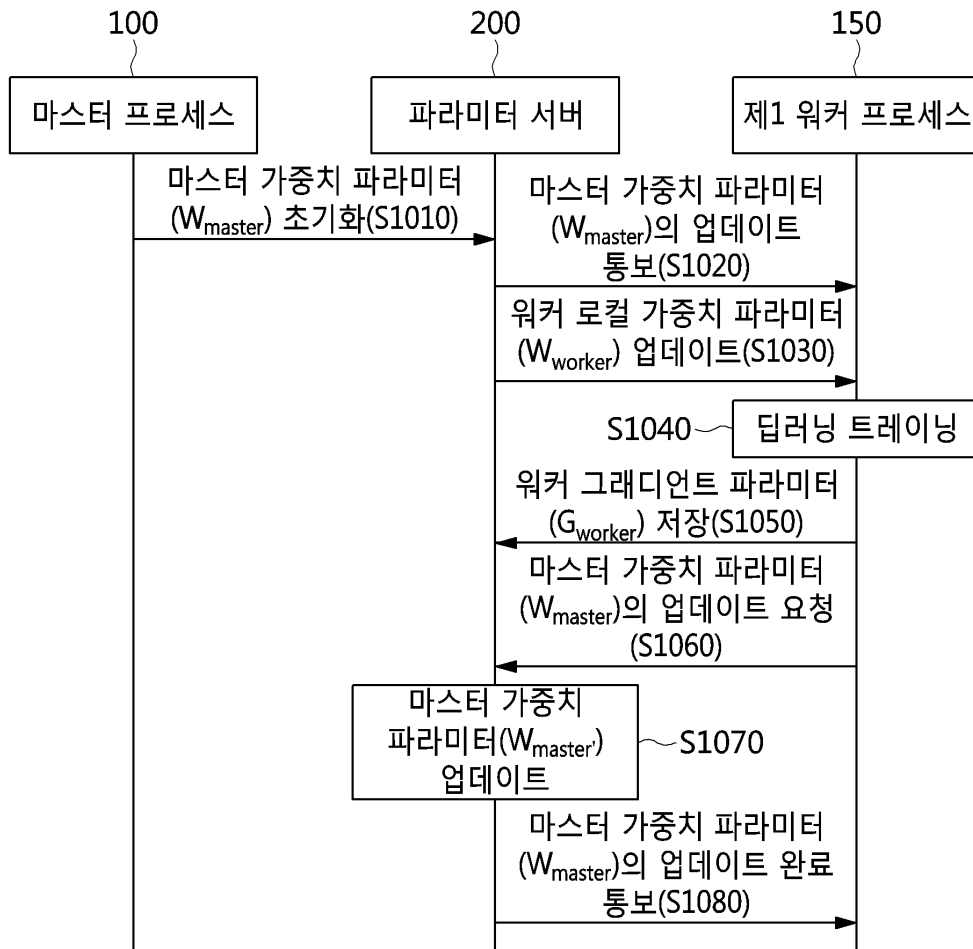 100
200
150
마스터 프로세스
파라미터 서버
제1 워커 프로세스
마스터 가중치 파라미터
(Wmaster) 초기화(S1010)
마스터 가중치 파라미터
(Wmaster)의 업데이트
통보(S1020)
워커 로컬 가중치 파라미터
(Wworker) 업데이트(S1030)
S1040
딥러닝 트레이닝
워커 그래디언트 파라미터
(Gworker) 저장(S1050)
마스터 가중치 파라미터
(Wmaster)의 업데이트 요청
(S1060)
마스터 가중치
파라미터(Wmaster')
업데이트
S1070
마스터 가중치 파라미터
(Wmaster)의 업데이트 완료
통보(S1080)